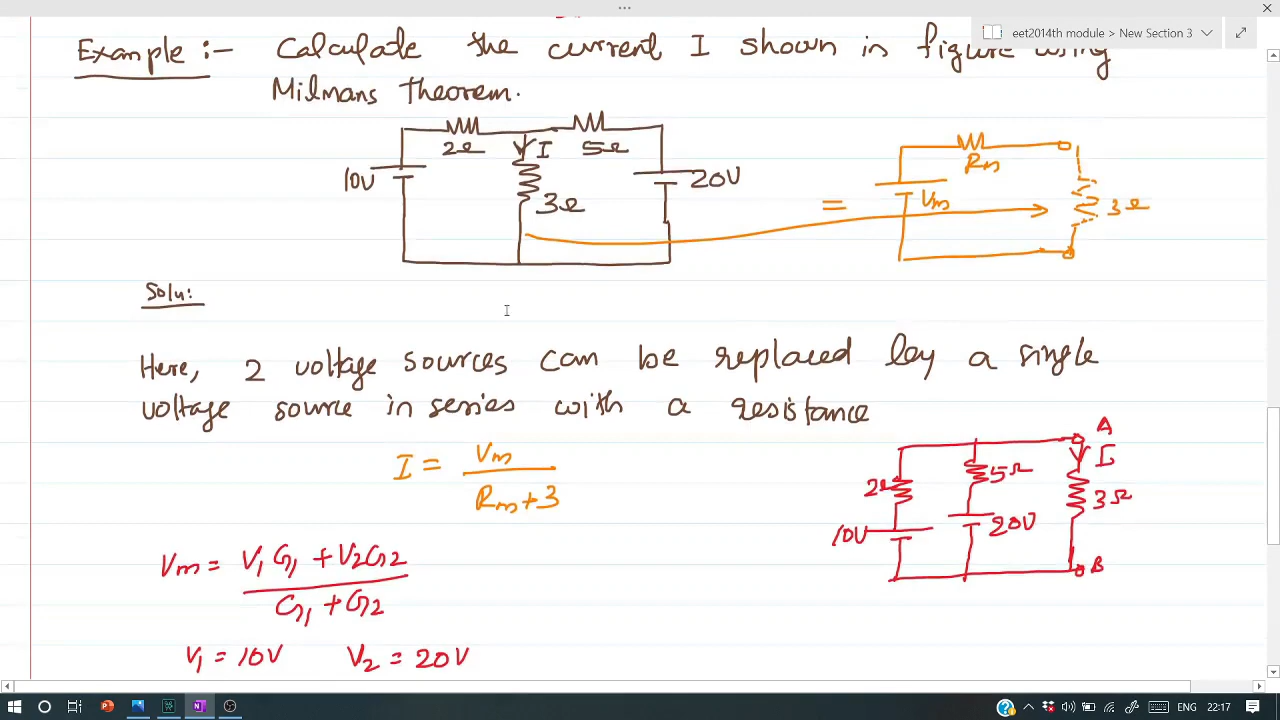 eet2014th module > New Section 3
Example :- Calculate the current I shown in figure using
Milmans Theorem.
2Ω I 5Ω
10V 3Ω 20V
= Vm Rm 3Ω
Soln:
Here, 2 voltage sources can be replaced by a single
voltage source in series with a resistance
I = Vm / Rm+3
A
2Ω 5Ω I 3Ω
10V 20V
B
Vm = V1G1 + V2G2 / G1 + G2
V1 = 10V V2 = 20V
ENG 22:17